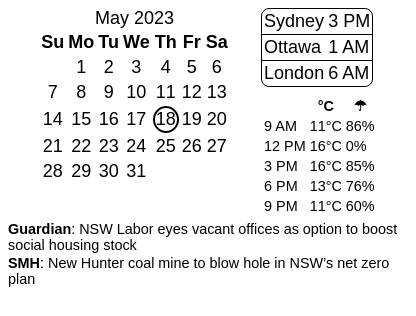 May 2023
Su Mo Tu We Th Fr Sa
1 2 3 4 5 6
7 8 9 10 11 12 13
14 15 16 17 18 19 20
21 22 23 24 25 26 27
28 29 30 31
Sydney 3 PM
Ottawa 1 AM
London 6 AM
°C ☂
9 AM 11°C 86%
12 PM 16°C 0%
3 PM 16°C 85%
6 PM 13°C 76%
9 PM 11°C 60%
Guardian: NSW Labor eyes vacant offices as option to boost
social housing stock
SMH: New Hunter coal mine to blow hole in NSW’s net zero
plan